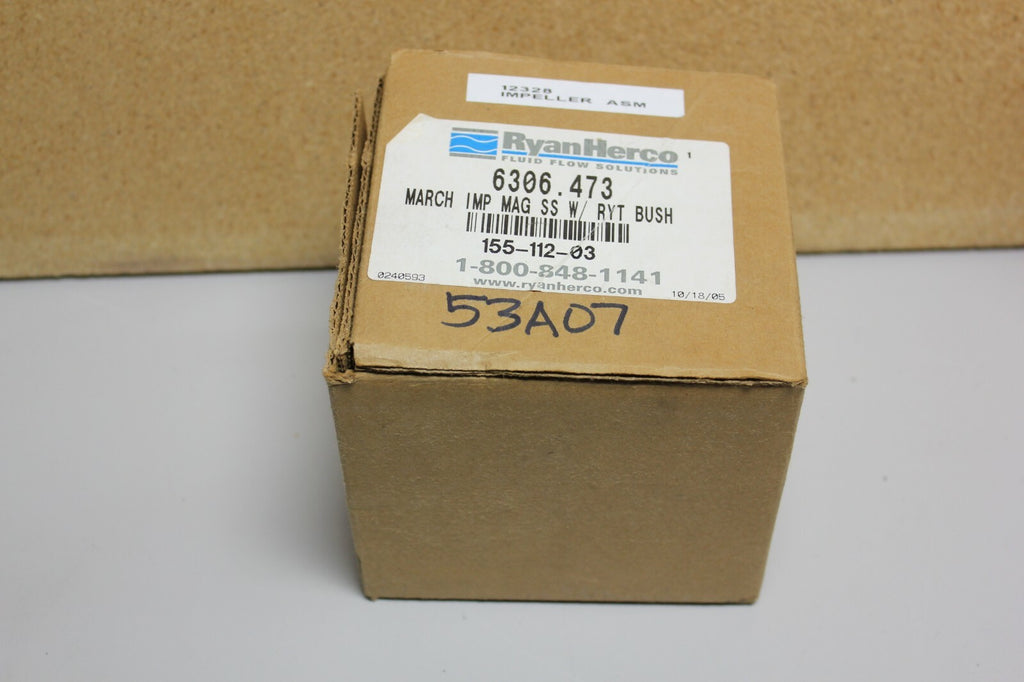 12328
IMPELLER ASM
RyanHerco 1
FLUID FLOW SOLUTIONS
6306.473
MARCH IMP MAG SS W/ RYT BUSH
155-112-03
1-800-848-1141
www.ryanherco.com
0240593 10/18/05
53A07